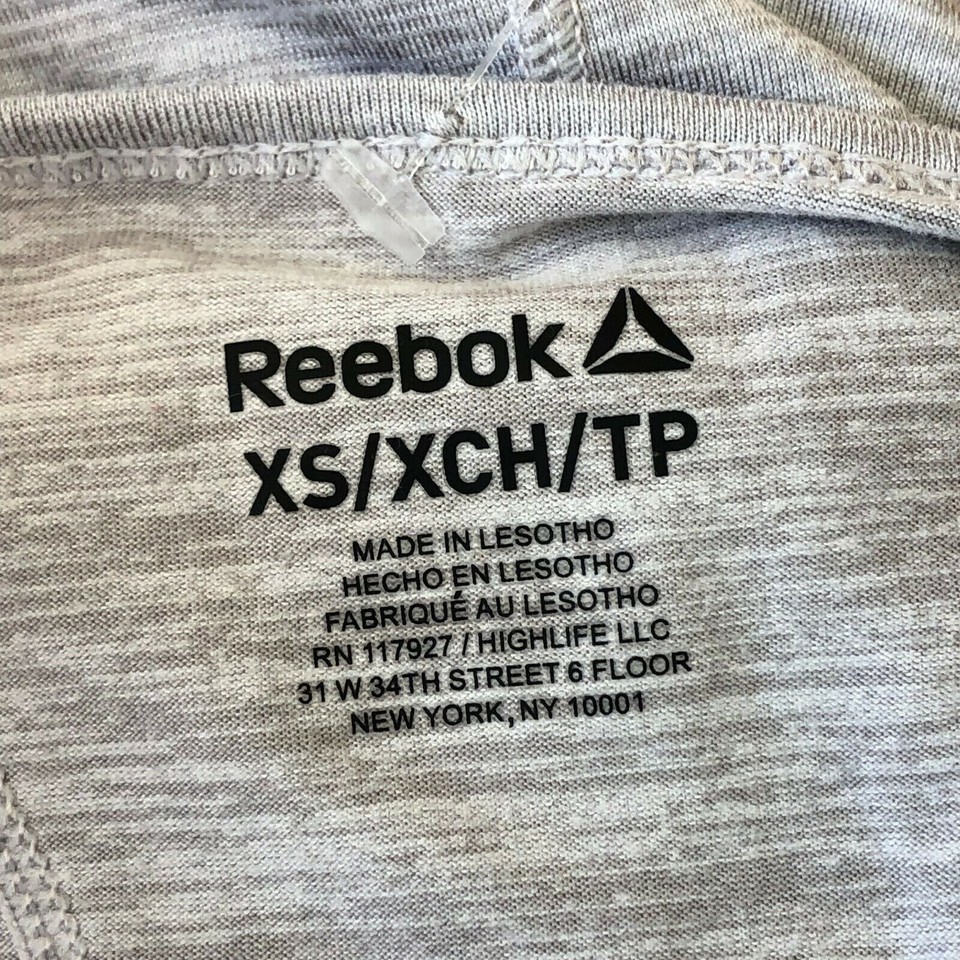 Reebok
XS/XCH/TP
MADE IN LESOTHO
HECHO EN LESOTHO
FABRIQUÉ AU LESOTHO
RN 117927 / HIGHLIFE LLC
31 W 34TH STREET 6 FLOOR
NEW YORK, NY 10001